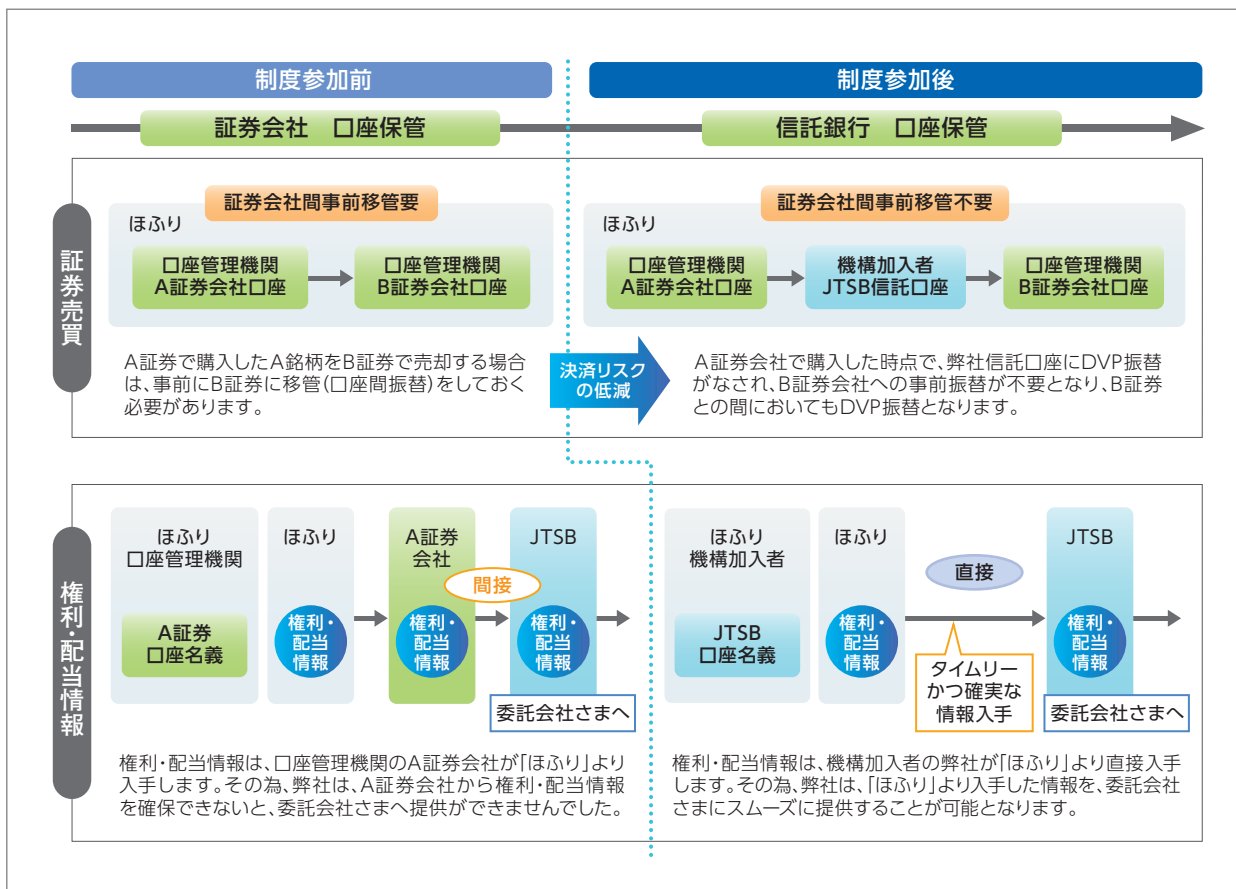 制度参加前
制度参加後
証券会社 口座保管
信託銀行 口座保管
証券売買
証券会社間事前移管要
ほふり
口座管理機関
A証券会社口座
口座管理機関
B証券会社口座
A証券で購入したA銘柄をB証券で売却する場合
は、事前にB証券に移管(口座間振替)をしておく
必要があります。
決済リスク
の低減
証券会社間事前移管不要
ほふり
口座管理機関
A証券会社口座
機構加入者
JTSB信託口座
口座管理機関
B証券会社口座
A証券会社で購入した時点で、弊社信託口座にDVP振替
がなされ、B証券会社への事前振替が不要となり、B証券
との間においてもDVP振替となります。
権利・配当情報
ほふり
口座管理機関
A証券
口座名義
ほふり
権利・
配当
情報
A証券
会社
権利・
配当
情報
間接
JTSB
権利・
配当
情報
委託会社さまへ
権利・配当情報は、口座管理機関のA証券会社が「ほふり」より
入手します。その為、弊社は、A証券会社から権利・配当情報
を確保できないと、委託会社さまへ提供ができませんでした。
ほふり
機構加入者
JTSB
口座名義
ほふり
権利・
配当
情報
直接
タイムリー
かつ確実な
情報入手
JTSB
権利・
配当
情報
委託会社さまへ
権利・配当情報は、機構加入者の弊社が「ほふり」より直接入手
します。その為、弊社は、「ほふり」より入手した情報を、委託会社
さまにスムーズに提供することが可能となります。